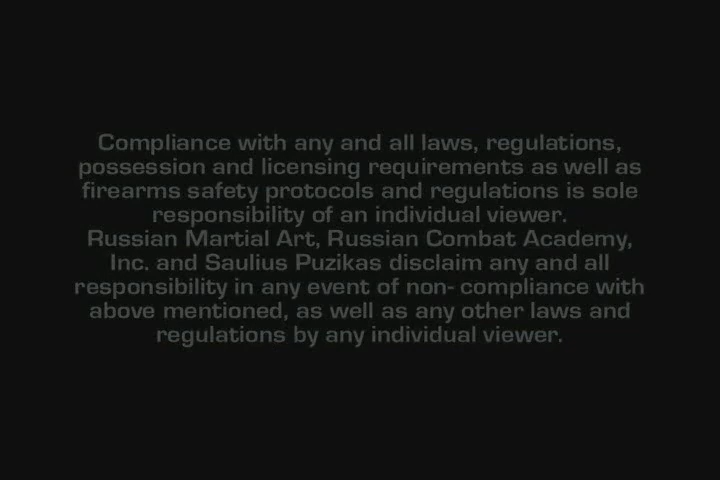 Compliance with any and all laws, regulations,
possession and licensing requirements as well as
firearms safety protocols and regulations is sole
responsibility of an individual viewer.
Russian Martial Art, Russian Combat Academy,
Inc. and Saulius Puzikas disclaim any and all
responsibility in any event of non- compliance with
above mentioned, as well as any other laws and
regulations by any individual viewer.